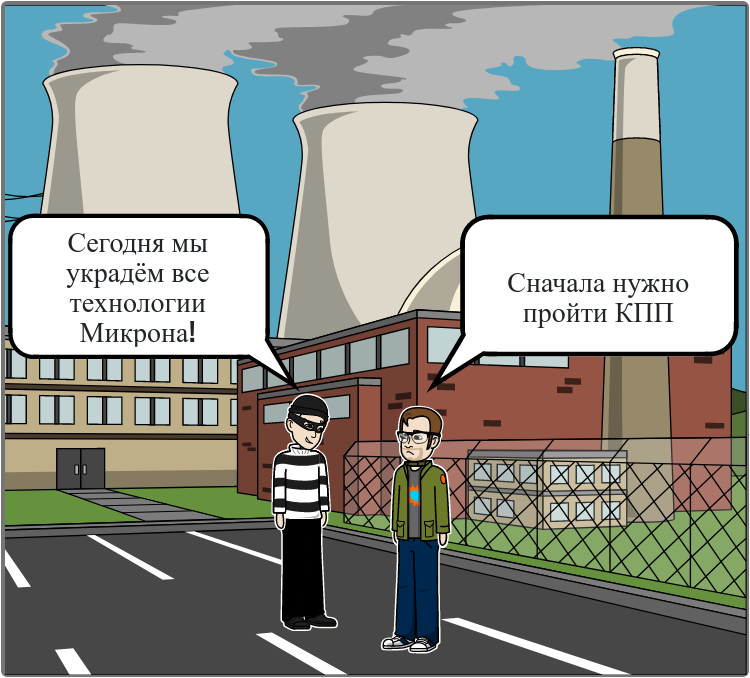 Сегодня мы
украдём все
технологии
Микрона!
Сначала нужно
пройти КПП